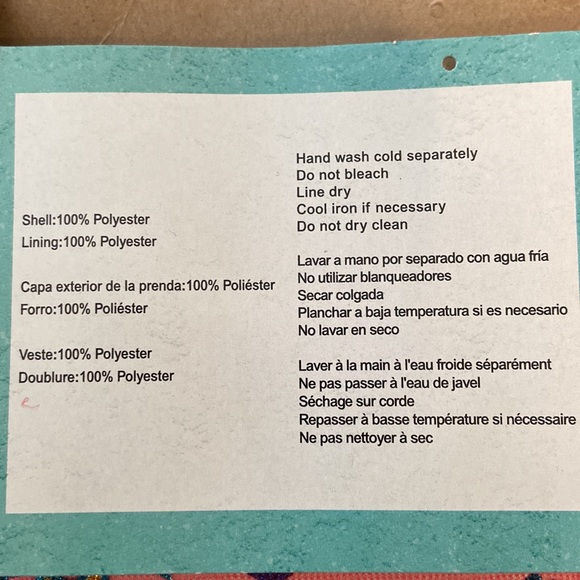 Shell:100% Polyester
Lining:100% Polyester
Capa exterior de la prenda:100% Poliéster
Forro:100% Poliéster
Veste:100% Polyester
Doublure:100% Polyester
Hand wash cold separately
Do not bleach
Line dry
Cool iron if necessary
Do not dry clean
Lavar a mano por separado con agua fría
No utilizar blanqueadores
Secar colgada
Planchar a baja temperatura si es necesario
No lavar en seco
Laver à la main à l'eau froide séparément
Ne pas passer à l'eau de javel
Séchage sur corde
Repasser à basse température si nécessaire
Ne pas nettoyer à sec